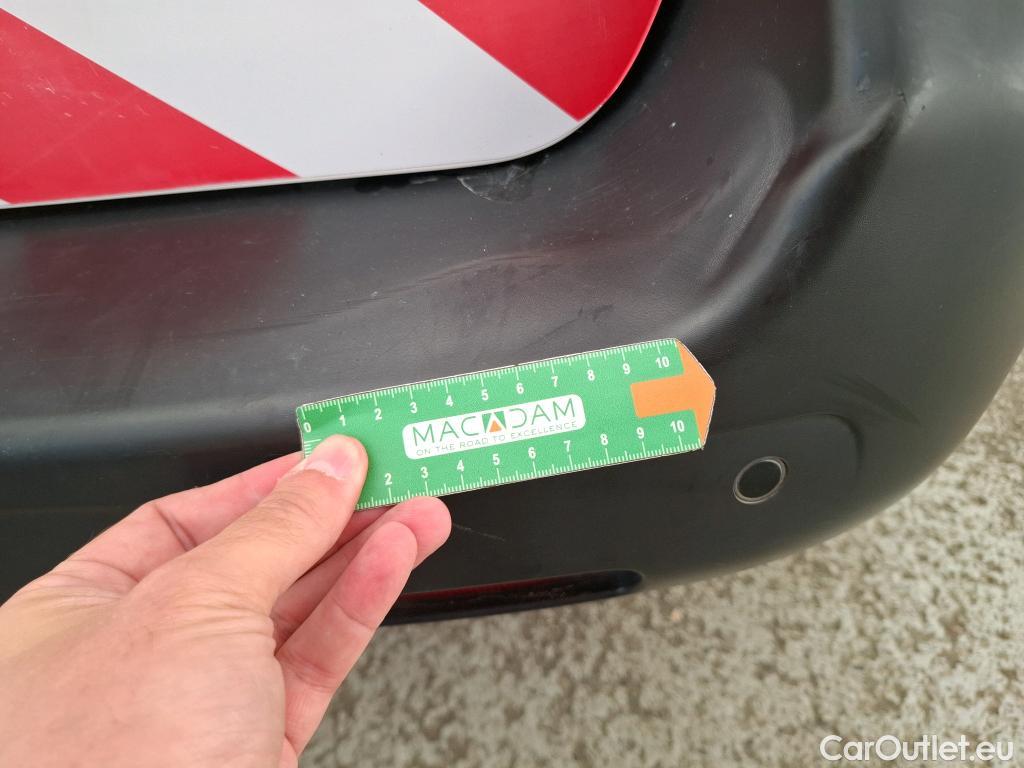 0 1 2 3 4 5 6 7 8 9 10
MACADAM
ON THE ROAD TO EXCELLENCE
2 3 4 5 6 7 8 9 10
CarOutlet.eu